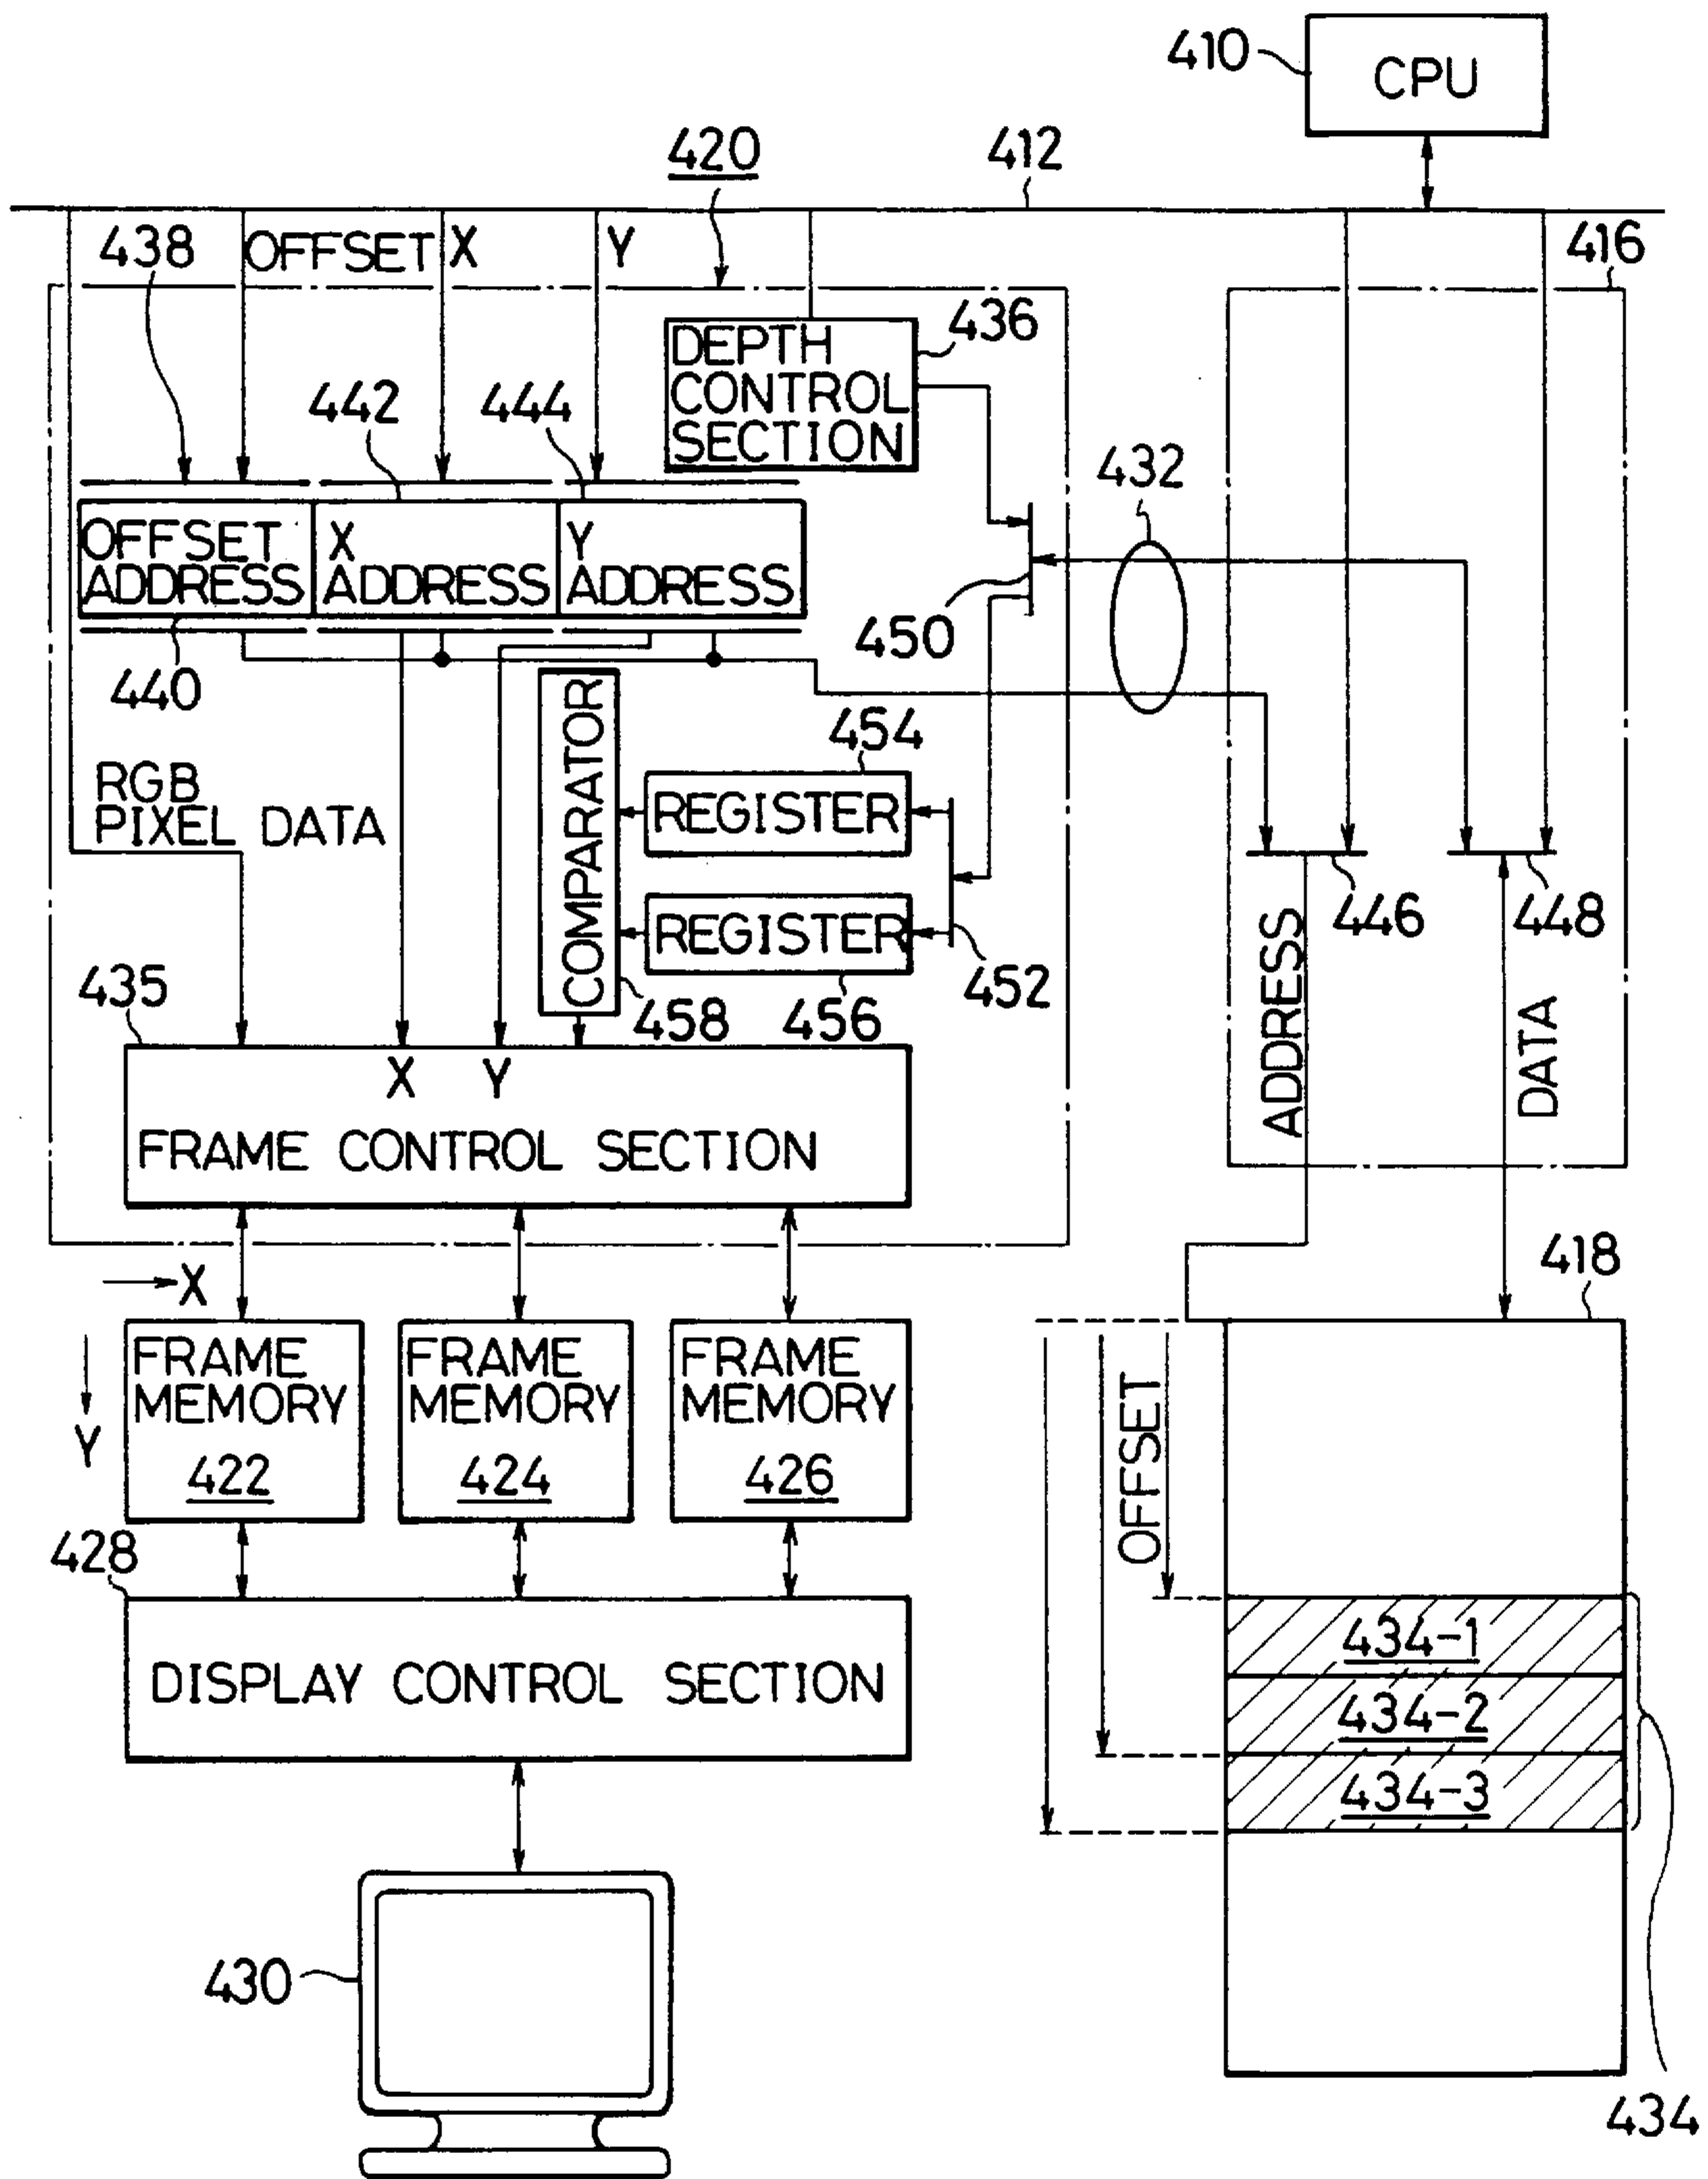 410
CPU
420
412
438
OFFSET
X
Y
416
DEPTH
CONTROL
SECTION
436
442
444
432
OFFSET
ADDRESS
X
ADDRESS
Y
ADDRESS
450
440
COMPARATOR
454
RGB
PIXEL DATA
REGISTER
REGISTER
446
448
452
435
458
456
ADDRESS
DATA
X
Y
FRAME CONTROL SECTION
418
X
Y
FRAME
MEMORY
422
FRAME
MEMORY
424
FRAME
MEMORY
426
OFFSET
428
DISPLAY CONTROL SECTION
434-1
434-2
434-3
430
434